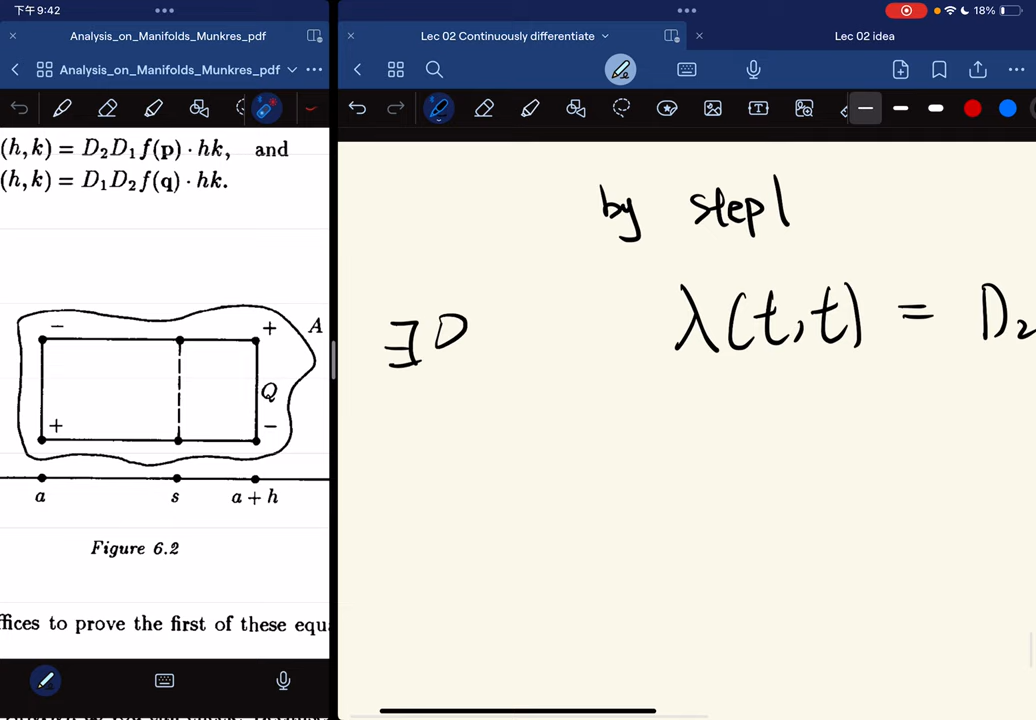 下午9:42
18%
Analysis_on_Manifolds_Munkres_pdf
Lec 02 Continuously differentiate
Lec 02 idea
Analysis_on_Manifolds_Munkres_pdf
(h, k) = D₂D₁f(p) · hk, and
(h, k) = D₁D₂f(q) · hk.
− + A
Q
+ −
a s a + h
Figure 6.2
ffices to prove the first of these equ
by step1
∃ D λ(t,t) = D₂